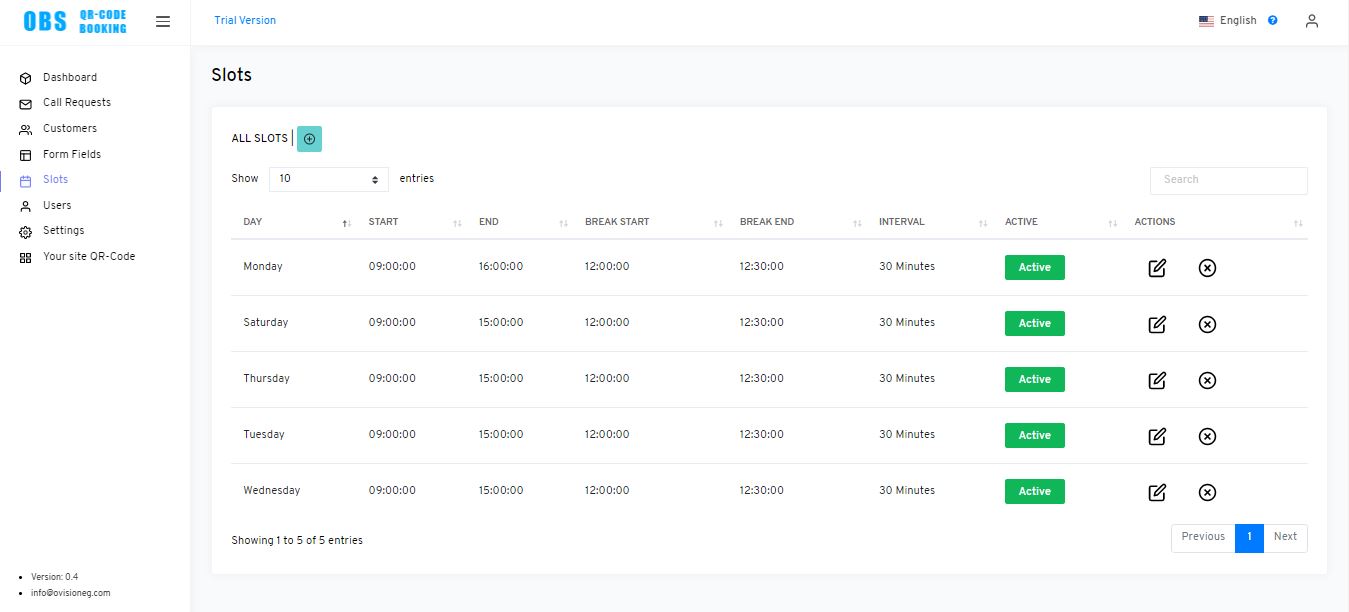 OBS QR-CODE BOOKING
Trial Version
English
?
Dashboard
Call Requests
Customers
Form Fields
Slots
Users
Settings
Your site QR-Code
Version: 0.4
info@ovisioneg.com
Slots
ALL SLOTS |
Show 10 entries
Search
DAY START END BREAK START BREAK END INTERVAL ACTIVE ACTIONS
Monday 09:00:00 16:00:00 12:00:00 12:30:00 30 Minutes Active
Saturday 09:00:00 15:00:00 12:00:00 12:30:00 30 Minutes Active
Thursday 09:00:00 15:00:00 12:00:00 12:30:00 30 Minutes Active
Tuesday 09:00:00 15:00:00 12:00:00 12:30:00 30 Minutes Active
Wednesday 09:00:00 15:00:00 12:00:00 12:30:00 30 Minutes Active
Showing 1 to 5 of 5 entries
Previous 1 Next